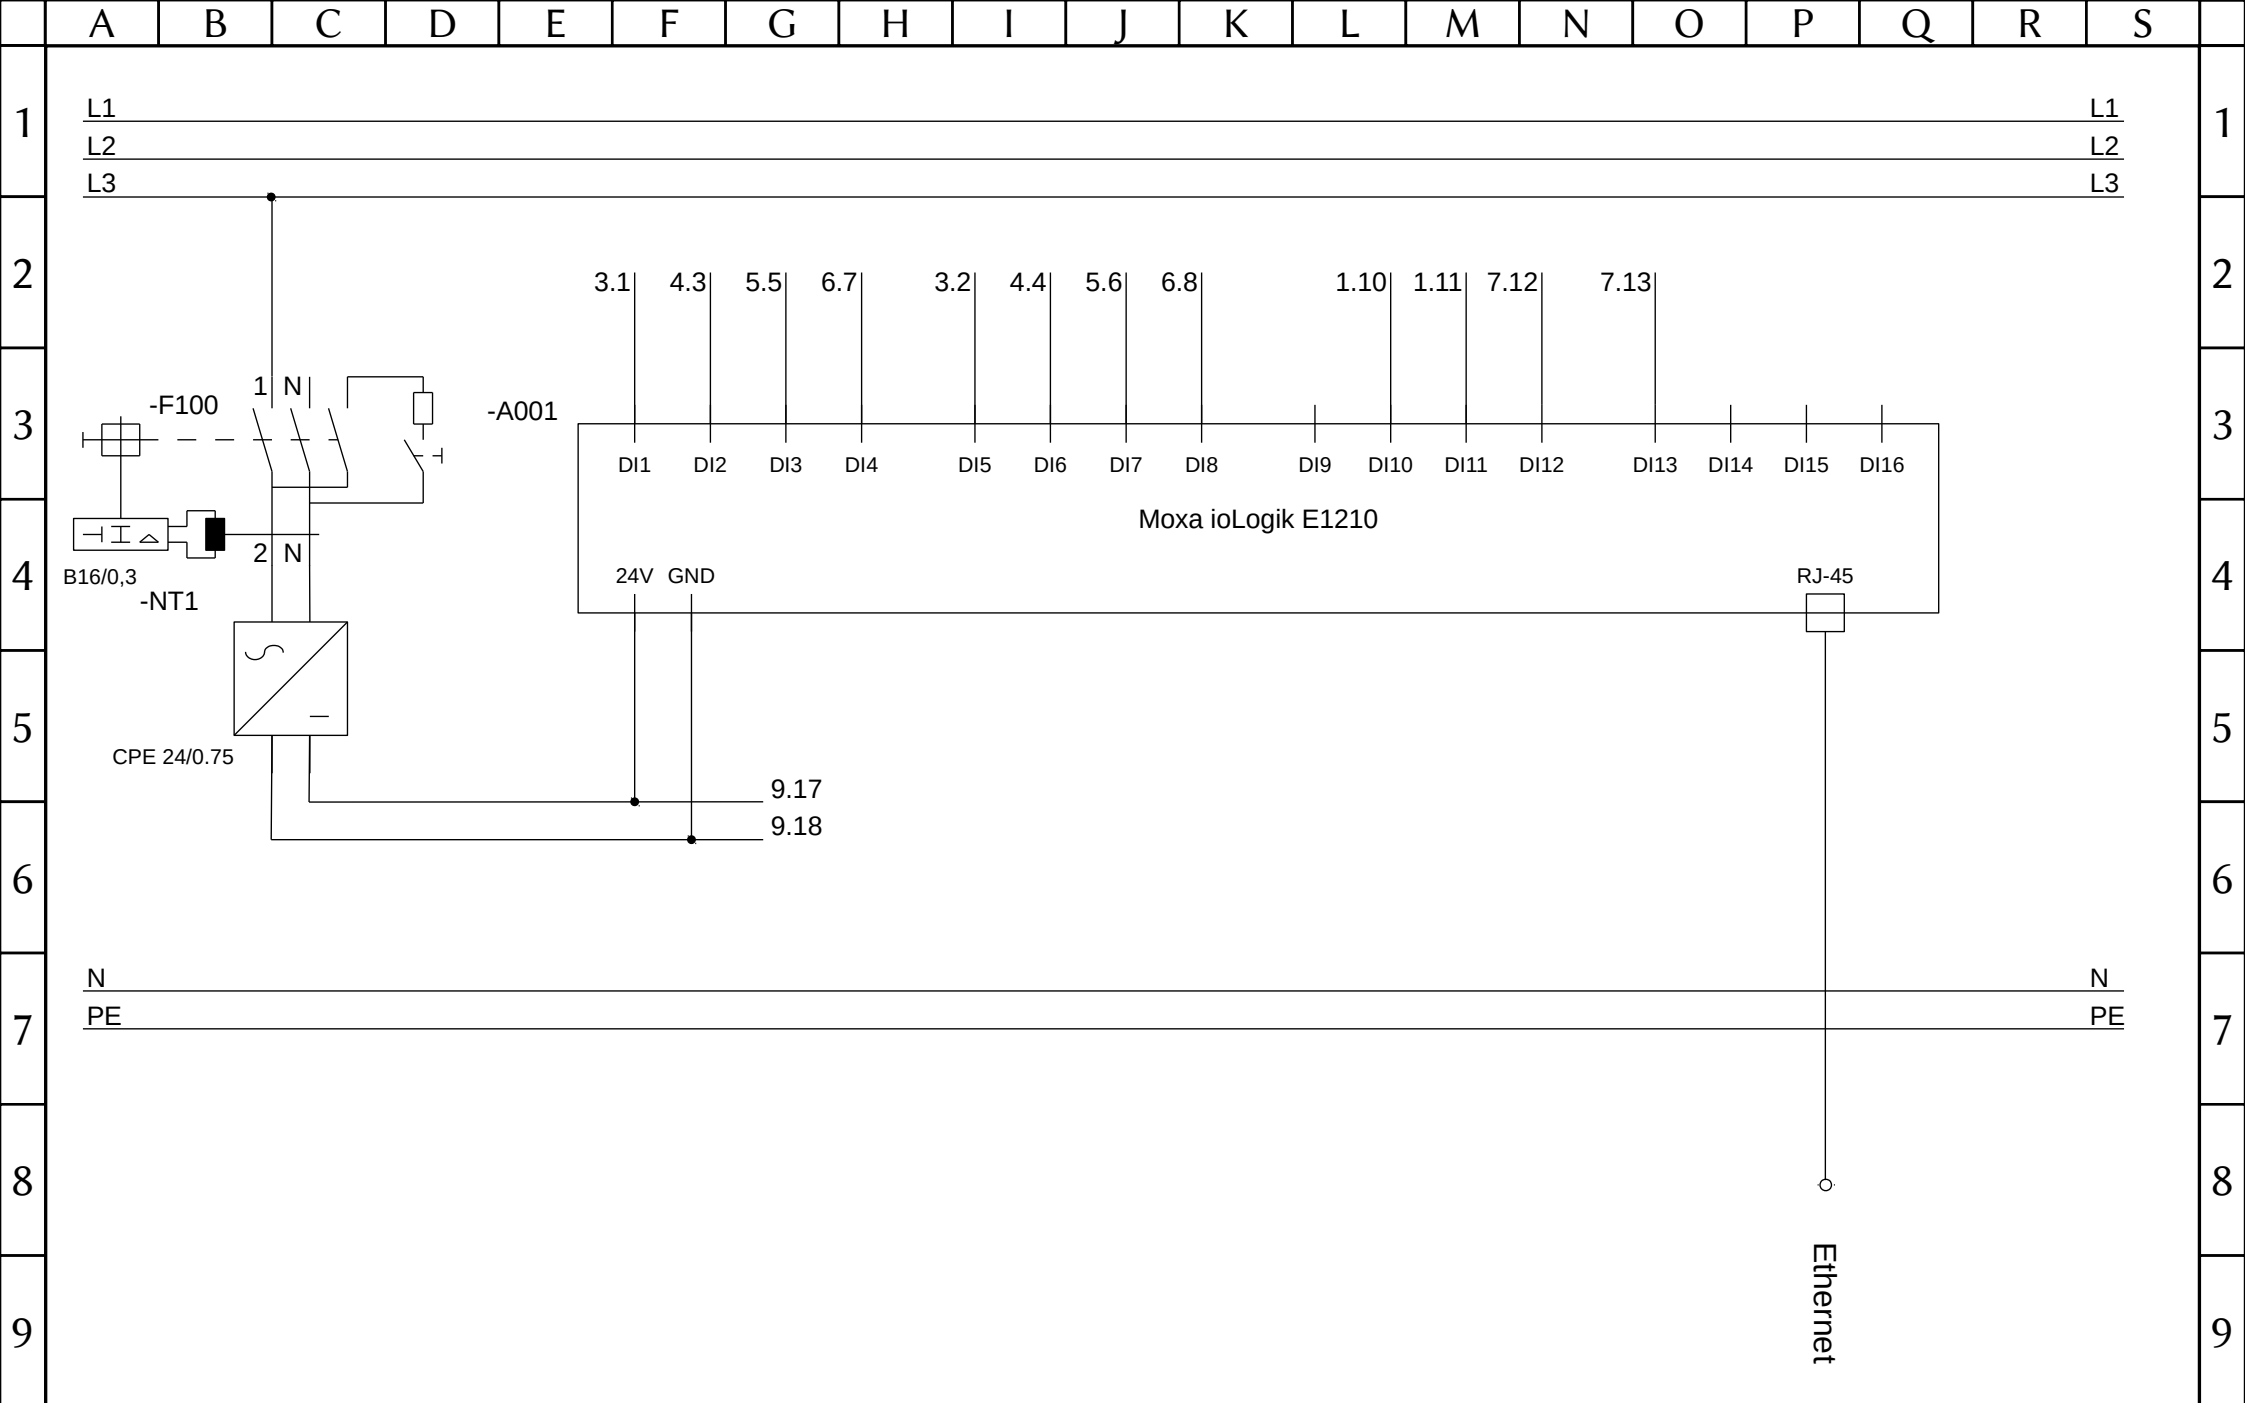 A B C D E F G H I J K L M N O P Q R S
1 L1 L1 1
L2 L2
L3 L3
2 3.1 4.3 5.5 6.7 3.2 4.4 5.6 6.8 1.10 1.11 7.12 7.13 2
1 N
3 -F100 -A001 3
DI1 DI2 DI3 DI4 DI5 DI6 DI7 DI8 DI9 DI10 DI11 DI12 DI13 DI14 DI15 DI16
Moxa ioLogik E1210
2 N
4 B16/0,3 24V GND RJ-45 4
-NT1
5 5
CPE 24/0.75
9.17
9.18
6 6
N N
PE PE
7 7
8 8
Ethernet
9 9